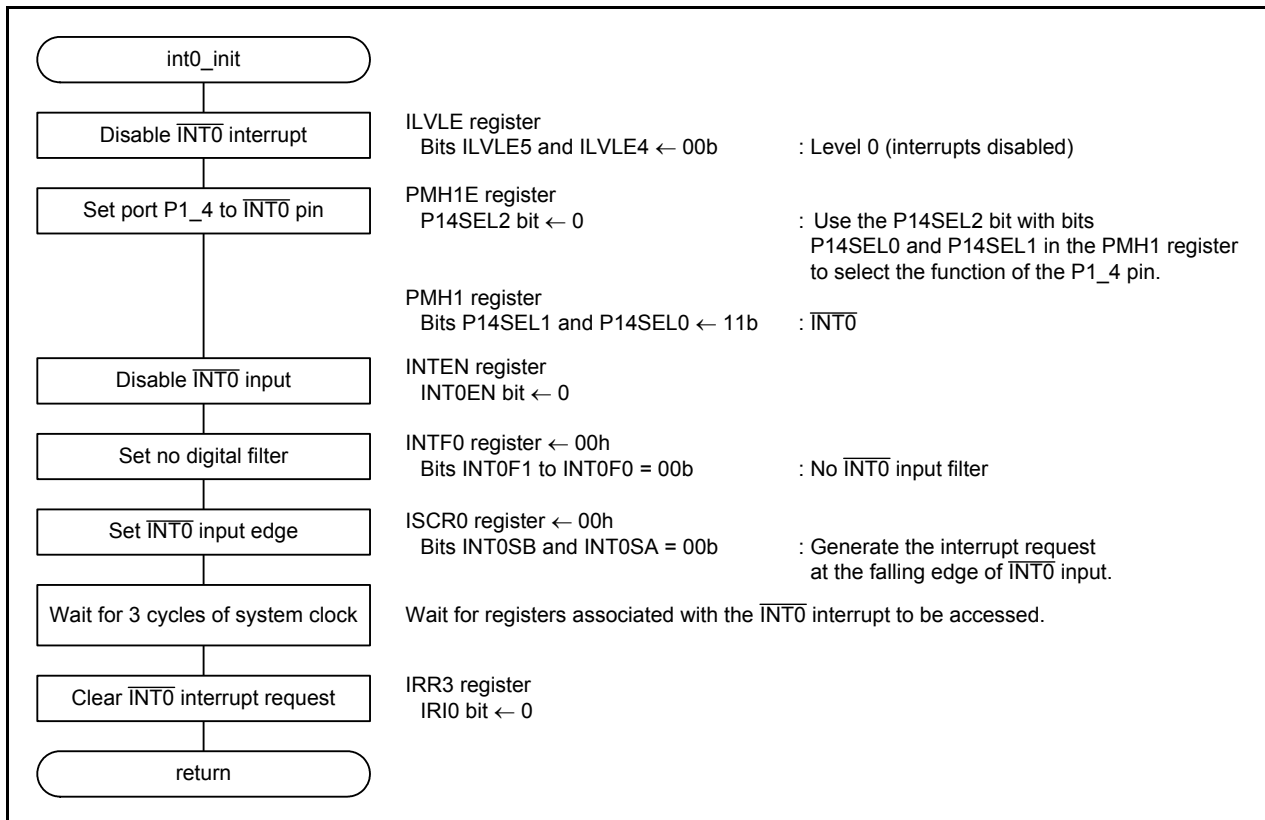 int0_init
Disable INT0 interrupt
ILVLE register
Bits ILVLE5 and ILVLE4 ← 00b : Level 0 (interrupts disabled)
Set port P1_4 to INT0 pin
PMH1E register
P14SEL2 bit ← 0 : Use the P14SEL2 bit with bits
P14SEL0 and P14SEL1 in the PMH1 register
to select the function of the P1_4 pin.
PMH1 register
Bits P14SEL1 and P14SEL0 ← 11b : INT0
Disable INT0 input
INTEN register
INT0EN bit ← 0
Set no digital filter
INTF0 register ← 00h
Bits INT0F1 to INT0F0 = 00b : No INT0 input filter
Set INT0 input edge
ISCR0 register ← 00h
Bits INT0SB and INT0SA = 00b : Generate the interrupt request
at the falling edge of INT0 input.
Wait for 3 cycles of system clock
Wait for registers associated with the INT0 interrupt to be accessed.
Clear INT0 interrupt request
IRR3 register
IRI0 bit ← 0
return